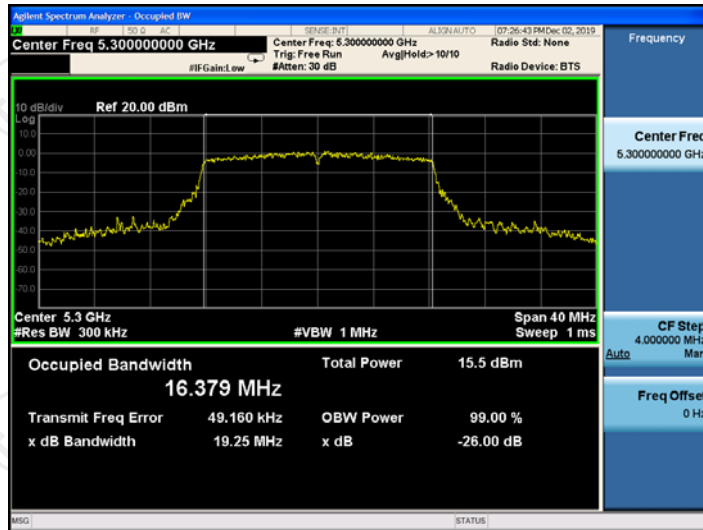 Agilent Spectrum Analyzer - Occupied BW
RF 50 Ω AC SENSE:INT ALIGN AUTO 07:26:43 PM Dec 02, 2019
Center Freq 5.300000000 GHz
Center Freq: 5.300000000 GHz
Radio Std: None
Trig: Free Run
Avg|Hold:> 10/10
#IFGain:Low
#Atten: 30 dB
Radio Device: BTS
Frequency
10 dB/div
Ref 20.00 dBm
Log
10.0
0.00
-10.0
-20.0
-30.0
-40.0
-50.0
-60.0
-70.0
Center 5.3 GHz
Span 40 MHz
#Res BW 300 kHz
#VBW 1 MHz
Sweep 1 ms
Occupied Bandwidth
Total Power 15.5 dBm
16.379 MHz
Transmit Freq Error 49.160 kHz
OBW Power 99.00 %
x dB Bandwidth 19.25 MHz
x dB -26.00 dB
Center Freq
5.300000000 GHz
CF Step
4.000000 MHz
Auto Man
Freq Offset
0 Hz
MSG
STATUS